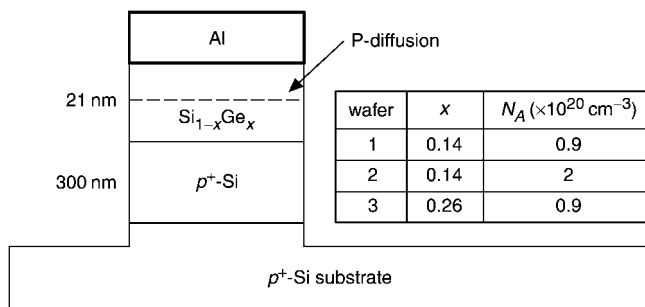 Al
P-diffusion
21 nm
Si1−xGex
300 nm
p+-Si
p+-Si substrate
wafer x NA (×10^20 cm^−3)
1 0.14 0.9
2 0.14 2
3 0.26 0.9